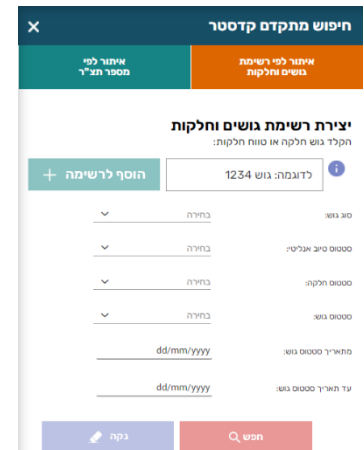 חיפוש מתקדם קדסטר
איתור לפי רשימת
גושים וחלקות
איתור לפי
מספר תצ"ר
יצירת רשימת גושים וחלקות
הקלד גוש חלקה או טווח חלקות:
לדוגמה: גוש 1234
הוסף לרשימה +
סוג גוש:
בחירה
סטטוס טיוב אנליטי:
בחירה
סטטוס חלקה:
בחירה
סטטוס גוש:
בחירה
מתאריך סטטוס גוש:
dd/mm/yyyy
עד תאריך סטטוס גוש:
dd/mm/yyyy
חפש
נקה